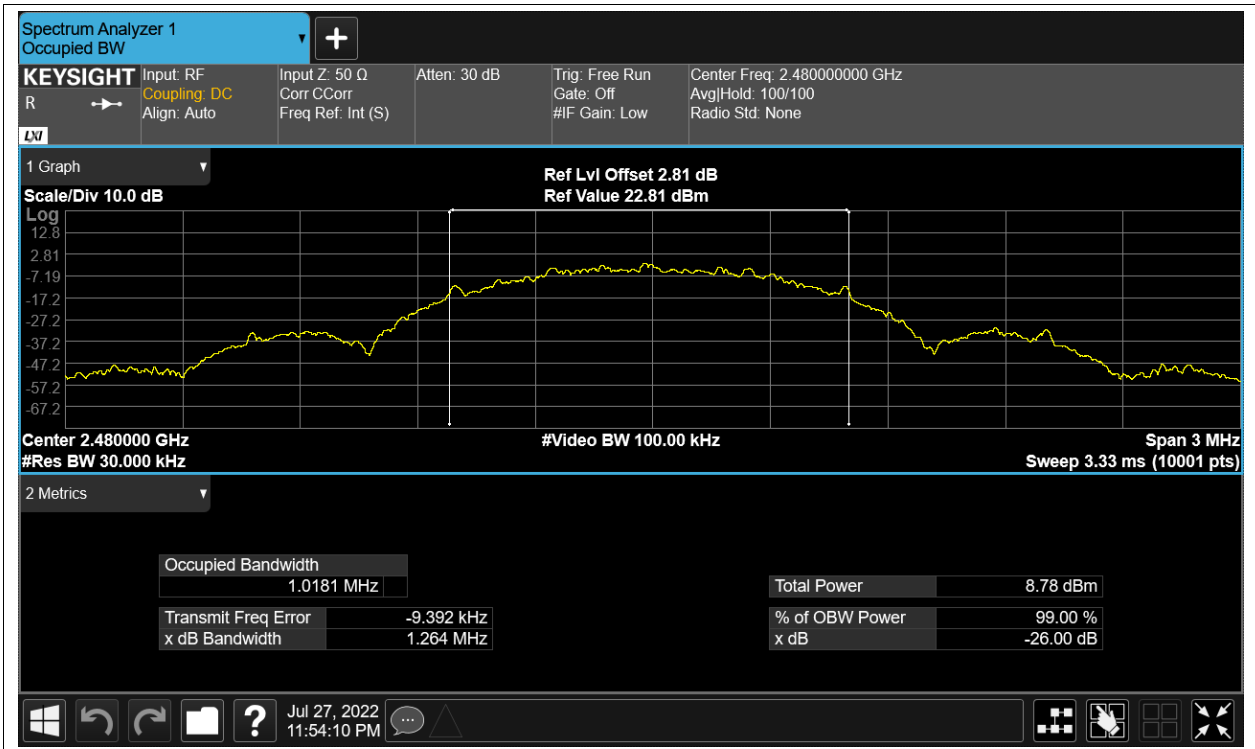 Spectrum Analyzer 1
Occupied BW
KEYSIGHT
R
LXI
Input: RF
Coupling: DC
Align: Auto
Input Z: 50 Ω
Corr CCorr
Freq Ref: Int (S)
Atten: 30 dB
Trig: Free Run
Gate: Off
#IF Gain: Low
Center Freq: 2.480000000 GHz
Avg|Hold: 100/100
Radio Std: None
1 Graph
Scale/Div 10.0 dB
Ref Lvl Offset 2.81 dB
Ref Value 22.81 dBm
Log
12.8
2.81
-7.19
-17.2
-27.2
-37.2
-47.2
-57.2
-67.2
Center 2.480000 GHz
#Res BW 30.000 kHz
#Video BW 100.00 kHz
Span 3 MHz
Sweep 3.33 ms (10001 pts)
2 Metrics
Occupied Bandwidth
1.0181 MHz
Transmit Freq Error -9.392 kHz
x dB Bandwidth 1.264 MHz
Total Power 8.78 dBm
% of OBW Power 99.00 %
x dB -26.00 dB
?
Jul 27, 2022
11:54:10 PM